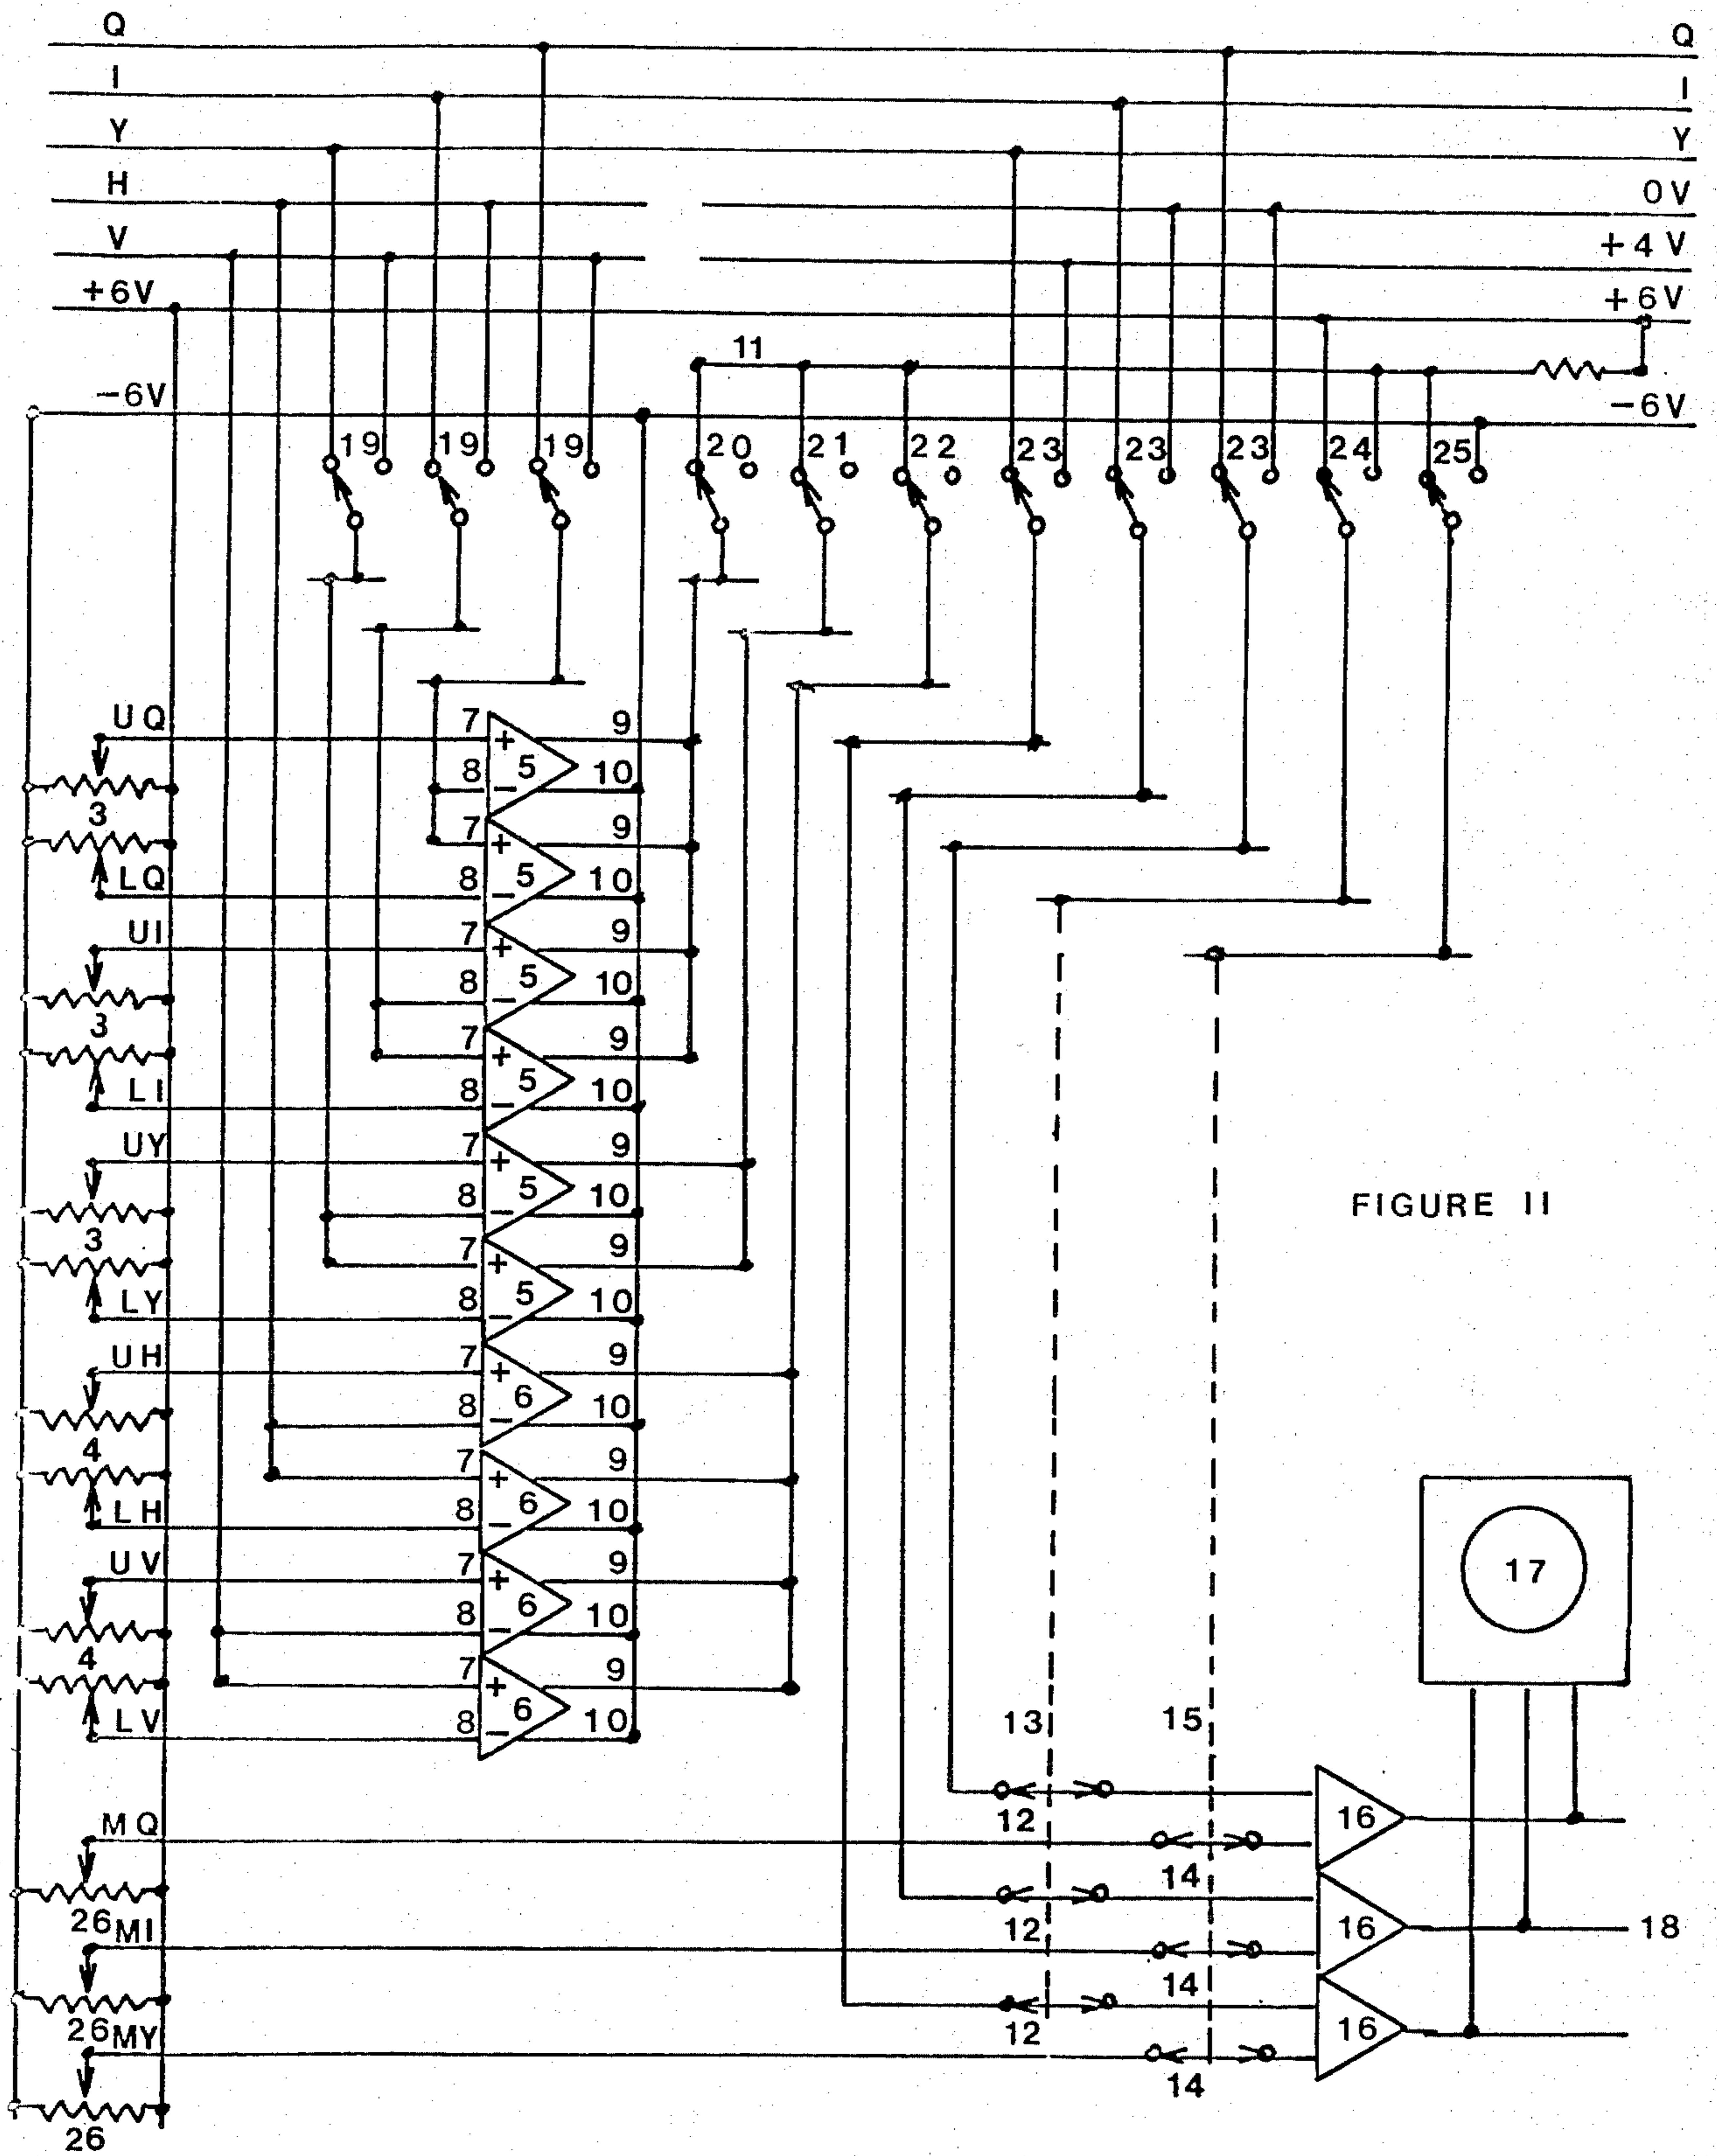 Q Q
I I
Y Y
H 0V
V +4 V
+6V +6V
11
-6V -6V
19 19 19 20 21 22 23 23 23 24 25
UQ 7 + 9
8 - 5 10
3
7 + 9
LQ 8 - 5 10
UI 7 + 9
8 - 5 10
3
7 + 9
LI 8 - 5 10
UY 7 + 9
8 - 5 10
3
7 + 9
LY 8 - 5 10
FIGURE II
UH 7 + 9
8 - 6 10
4
7 + 9
LH 8 - 6 10
UV 7 + 9
8 - 6 10
4
7 + 9
LV 8 - 6 10
17
13 15
12 16
MQ 14
26
12 16 18
MI 14
26
12 16
MY 14
26